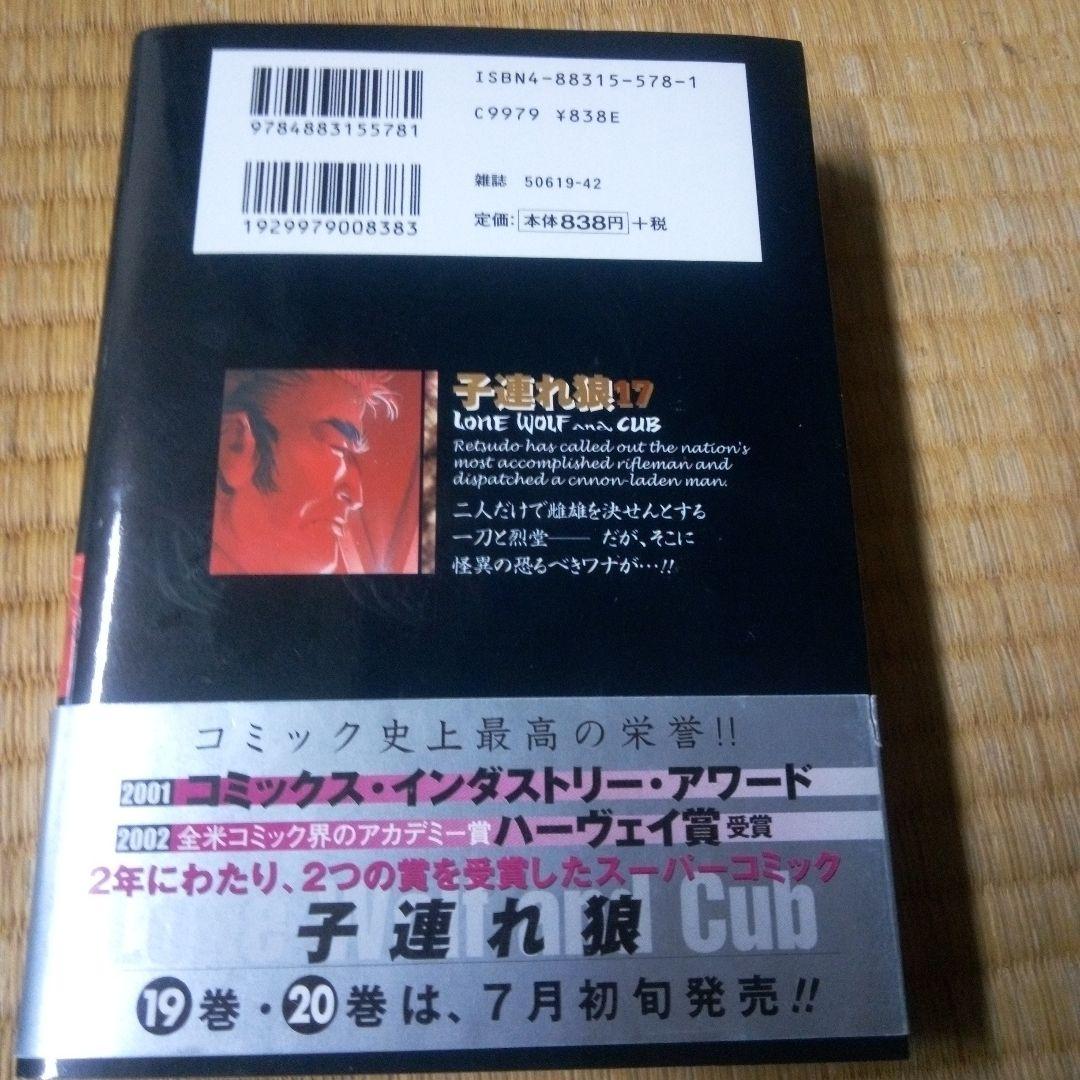 ISBN4-88315-578-1
C9979 ¥838E
9784883155781
雑誌 50619-42
1929979008383
定価:本体838円+税
子連れ狼17
LONE WOLF and CUB
Retsudo has called out the nation's
most accomplished rifleman and
dispatched a cnnon-laden man.
二人だけで雌雄を決せんとする
一刀と烈堂── だが、そこに
怪異の恐るべきワナが…!!
コミック史上最高の栄誉!!
2001 コミックス・インダストリー・アワード
2002 全米コミック界のアカデミー賞 ハーヴェイ賞 受賞
2年にわたり、2つの賞を受賞したスーパーコミック
Lone Wolf and Cub
子連れ狼
19巻・20巻は、7月初旬発売!!